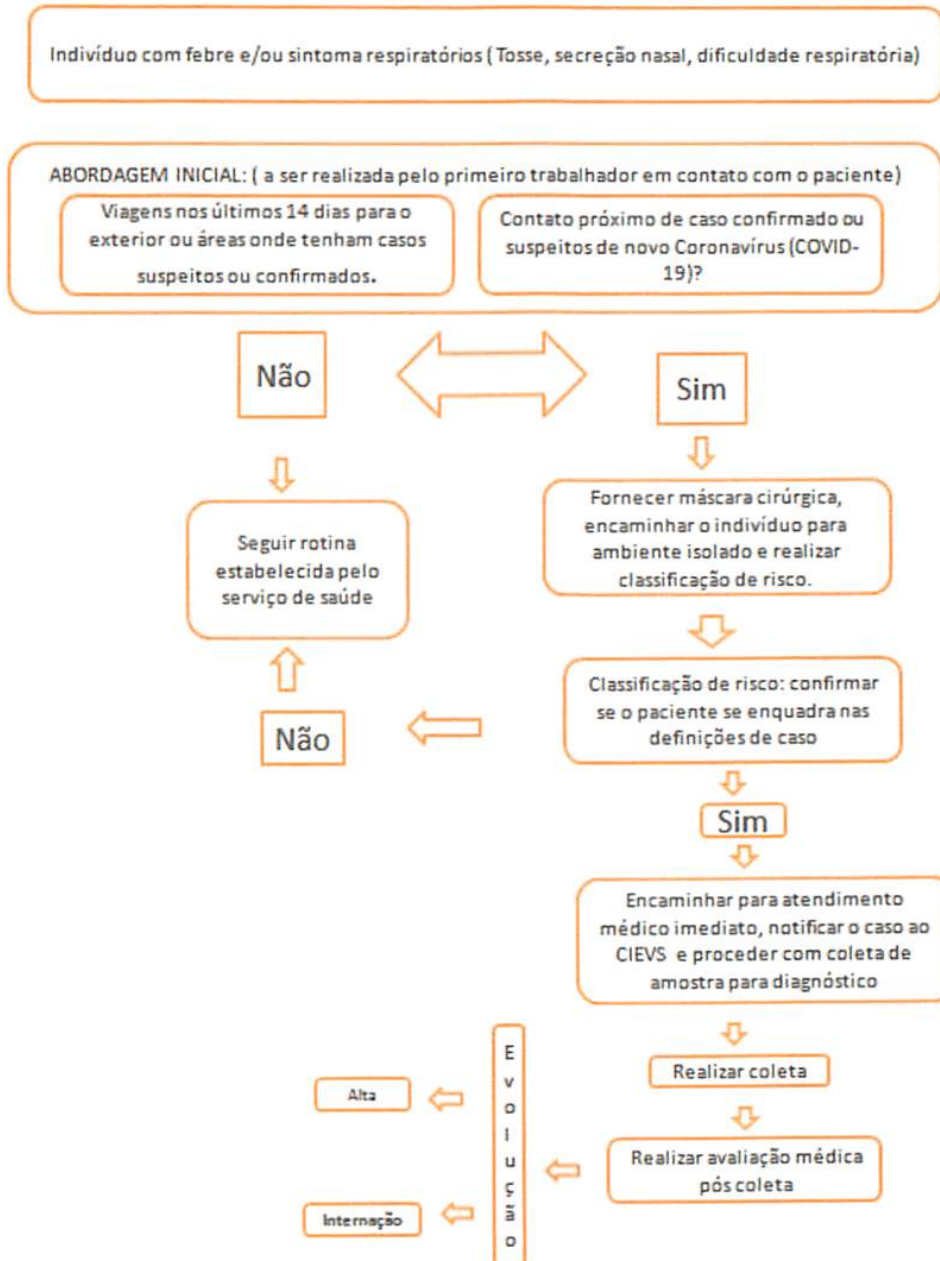 Indivíduo com febre e/ou sintoma respiratórios ( Tosse, secreção nasal, dificuldade respiratória)
ABORDAGEM INICIAL: ( a ser realizada pelo primeiro trabalhador em contato com o paciente)
Viagens nos últimos 14 dias para o
exterior ou áreas onde tenham casos
suspeitos ou confirmados.
Contato próximo de caso confirmado ou
suspeitos de novo Coronavírus (COVID-
19)?
Não
Sim
Seguir rotina
estabelecida pelo
serviço de saúde
Fornecer máscara cirúrgica,
encaminhar o indivíduo para
ambiente isolado e realizar
classificação de risco.
Classificação de risco: confirmar
se o paciente se enquadra nas
definições de caso
Não
Sim
Encaminhar para atendimento
médico imediato, notificar o caso ao
CIEVS e proceder com coleta de
amostra para diagnóstico
Realizar coleta
Realizar avaliação médica
pós coleta
E
v
o
l
u
ç
ã
o
Alta
Internação